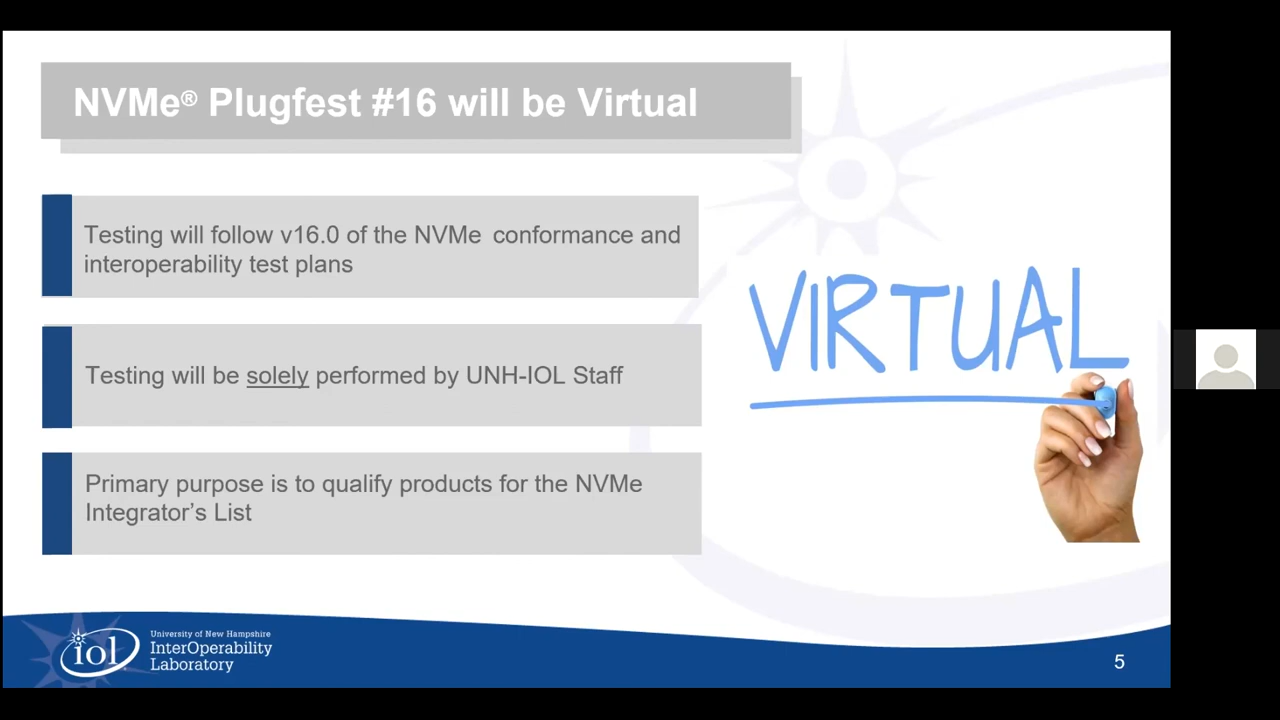 NVMe® Plugfest #16 will be Virtual
Testing will follow v16.0 of the NVMe conformance and
interoperability test plans
Testing will be solely performed by UNH-IOL Staff
Primary purpose is to qualify products for the NVMe
Integrator’s List
VIRTUAL
iol
University of New Hampshire
InterOperability
Laboratory
5